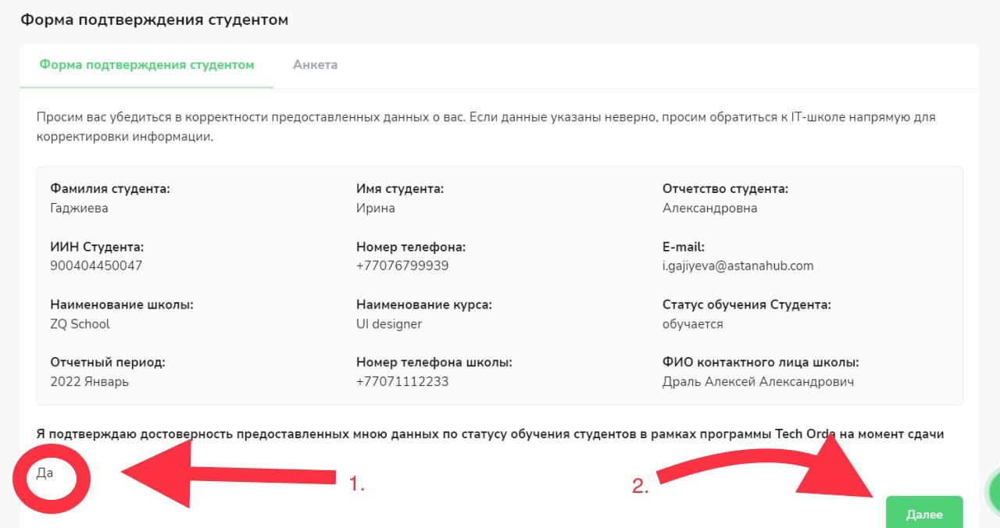 Форма подтверждения студентом
Форма подтверждения студентом Анкета
Просим вас убедиться в корректности предоставленных данных о вас. Если данные указаны неверно, просим обратиться к IT-школе напрямую для
корректировки информации.
Фамилия студента: Имя студента: Отчетство студента:
Гаджиева Ирина Александровна
ИИН Студента: Номер телефона: E-mail:
900404450047 +77076799939 i.gajiyeva@astanahub.com
Наименование школы: Наименование курса: Статус обучения Студента:
ZQ School UI designer обучается
Отчетный период: Номер телефона школы: ФИО контактного лица школы:
2022 Январь +77071112233 Драль Алексей Александрович
Я подтверждаю достоверность предоставленных мною данных по статусу обучения студентов в рамках программы Tech Orda на момент сдачи
Да
1.
2.
Далее